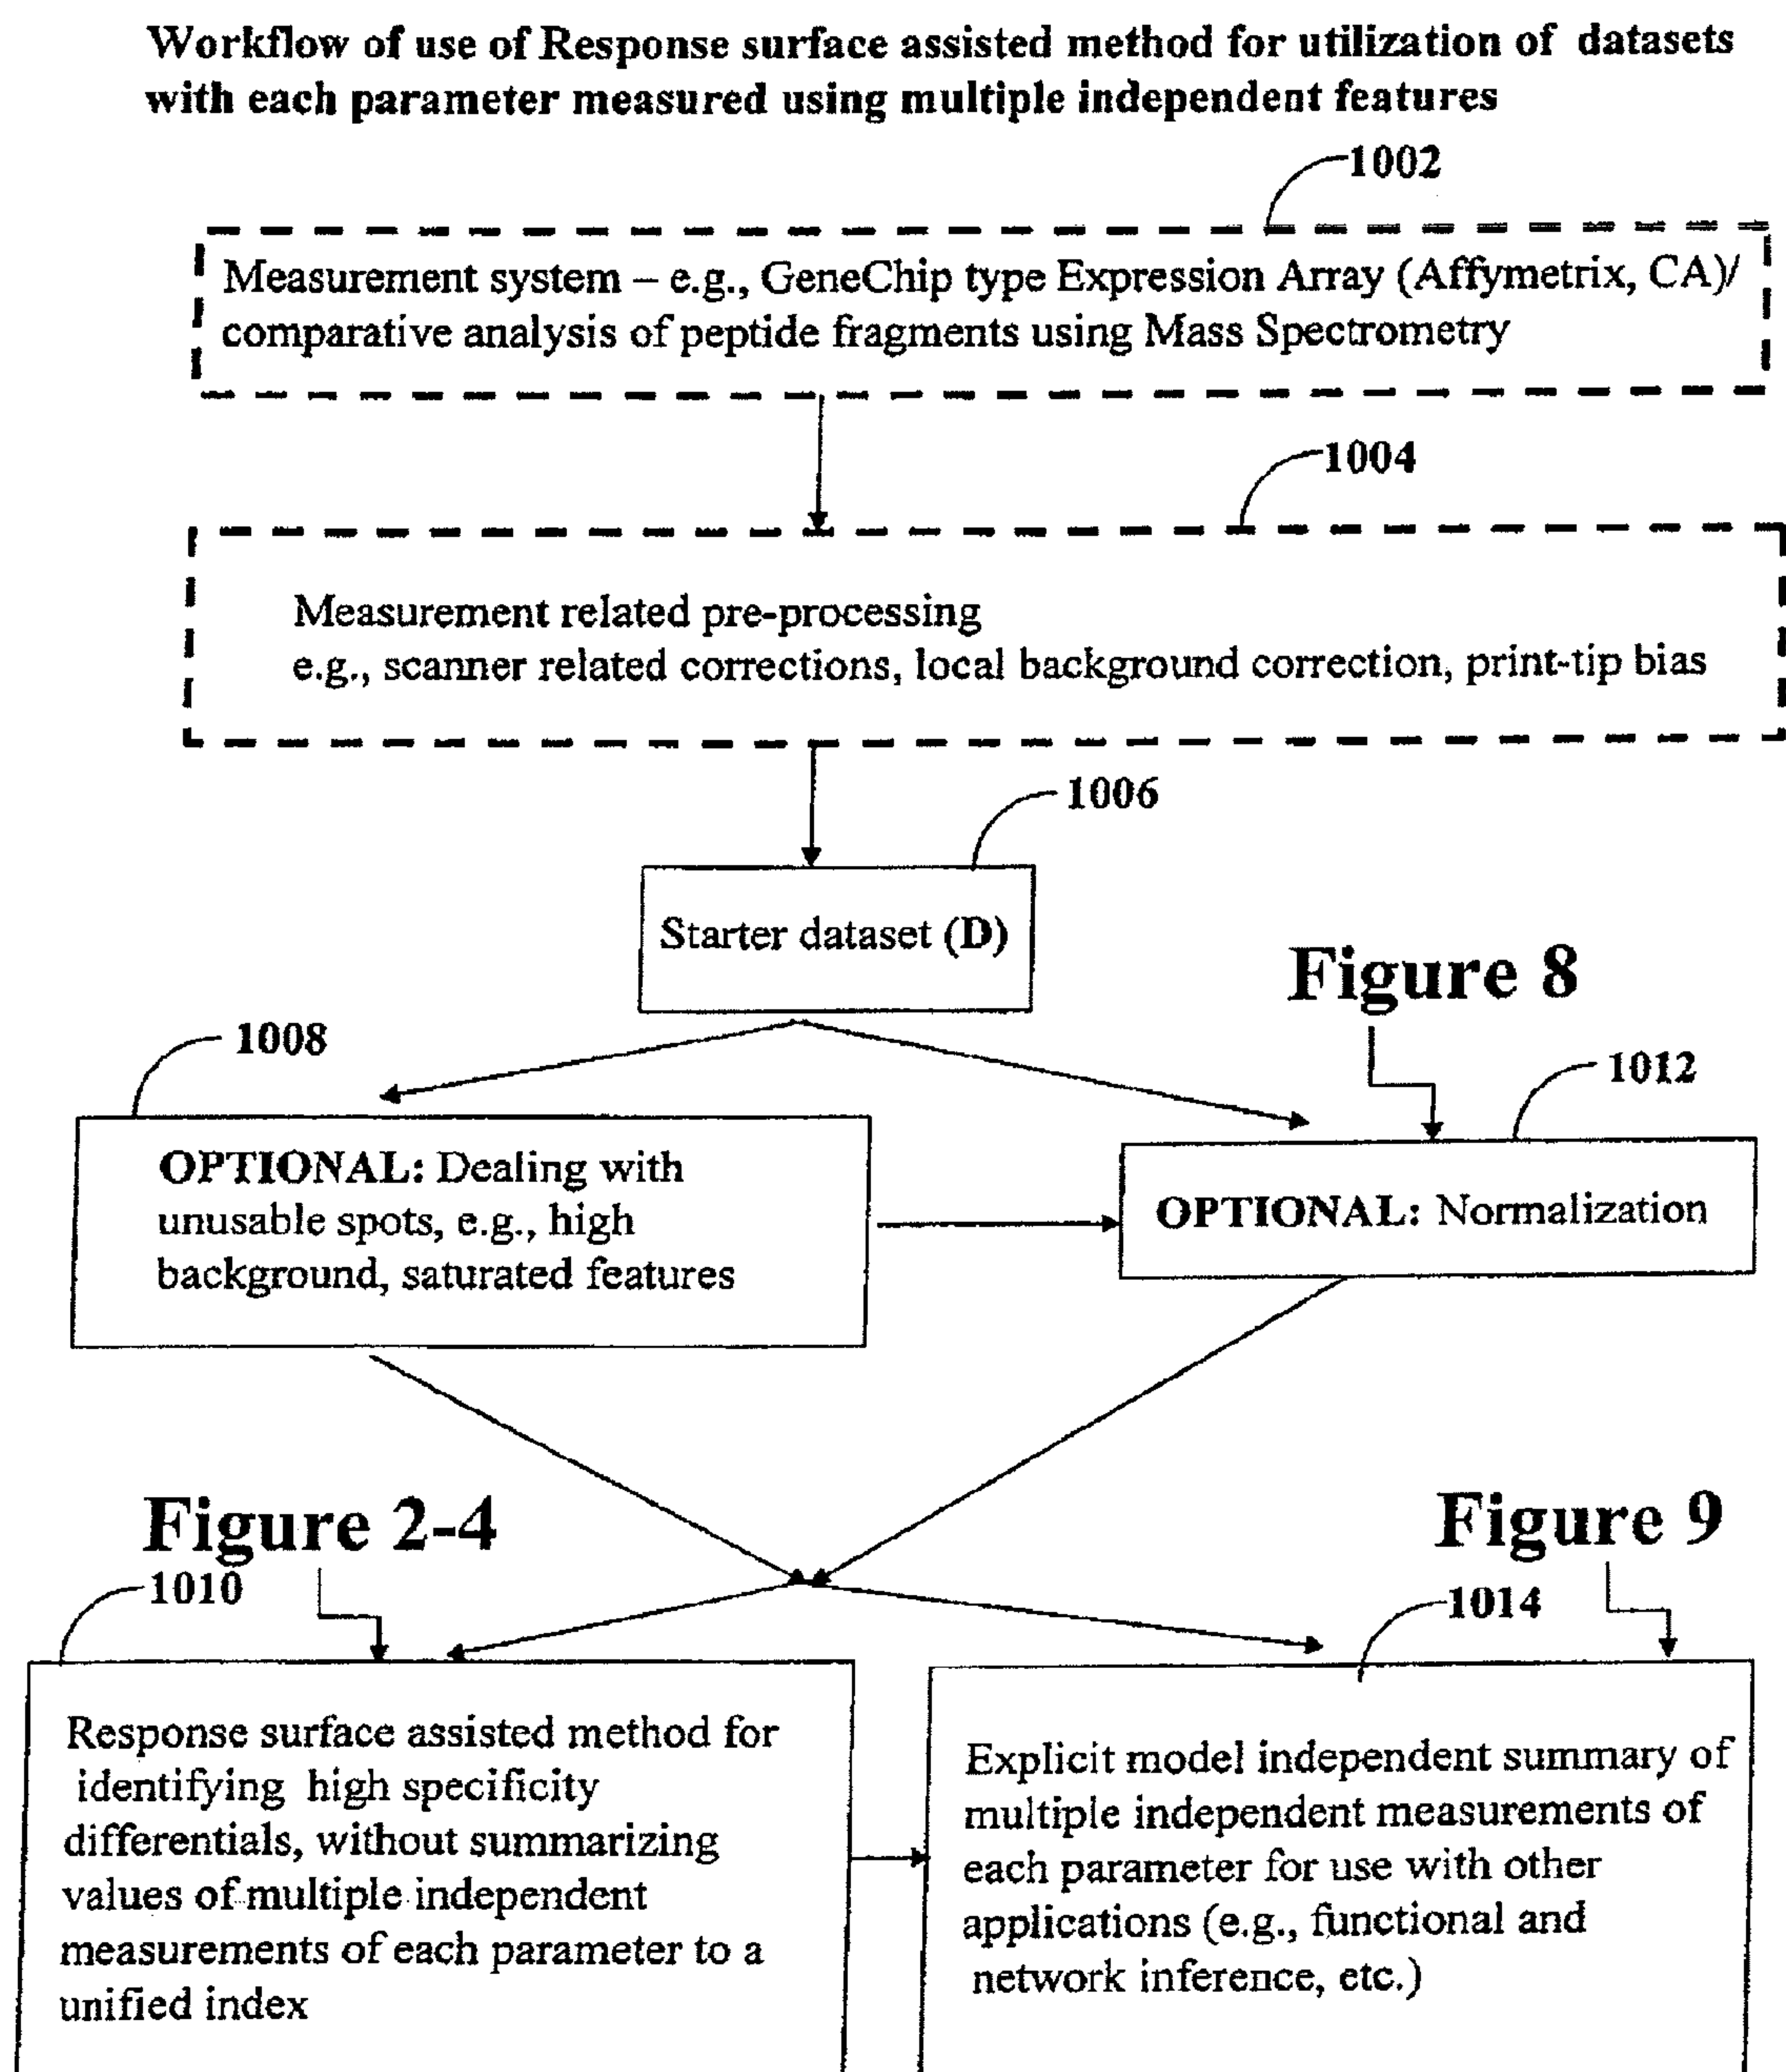 Workflow of use of Response surface assisted method for utilization of datasets
with each parameter measured using multiple independent features
1002
Measurement system – e.g., GeneChip type Expression Array (Affymetrix, CA)/
comparative analysis of peptide fragments using Mass Spectrometry
1004
Measurement related pre-processing
e.g., scanner related corrections, local background correction, print-tip bias
1006
Starter dataset (D)
Figure 8
1008
1012
OPTIONAL: Dealing with
unusable spots, e.g., high
background, saturated features
OPTIONAL: Normalization
Figure 2-4
Figure 9
1010
1014
Response surface assisted method for
identifying high specificity
differentials, without summarizing
values of multiple independent
measurements of each parameter to a
unified index
Explicit model independent summary of
multiple independent measurements of
each parameter for use with other
applications (e.g., functional and
network inference, etc.)